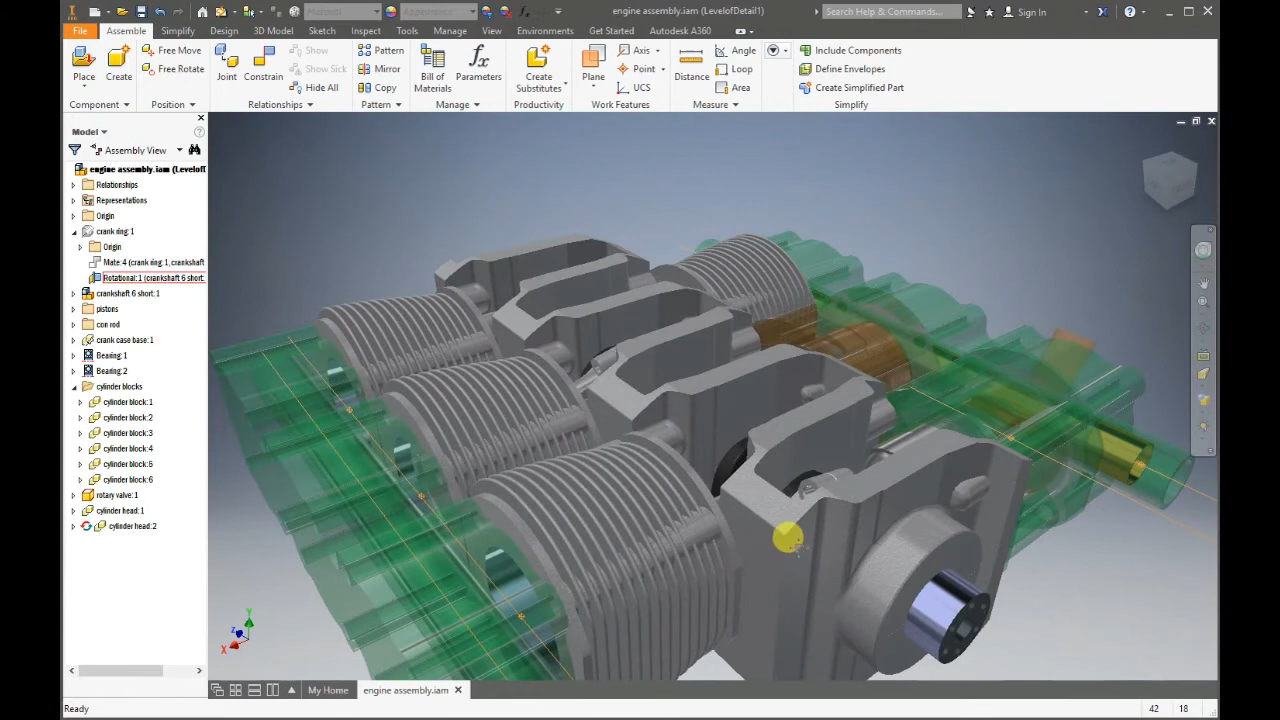 Material
Appearance
engine assembly.iam (LevelofDetail1)
Search Help & Commands...
Sign In
File
Assemble
Simplify
Design
3D Model
Sketch
Inspect
Tools
Manage
View
Environments
Get Started
Autodesk A360
Place
Create
Free Move
Free Rotate
Component
Position
Joint
Constrain
Show
Show Sick
Hide All
Relationships
Pattern
Mirror
Copy
Pattern
Bill of
Materials
Parameters
Manage
Create
Substitutes
Productivity
Plane
Axis
Point
UCS
Work Features
Distance
Angle
Loop
Area
Measure
Include Components
Define Envelopes
Create Simplified Part
Simplify
Model
Assembly View
engine assembly.iam (LevelofD
Relationships
Representations
Origin
crank ring:1
Origin
Mate:4 (crank ring:1,crankshaft
Rotational:1 (crankshaft 6 short:
crankshaft 6 short:1
pistons
con rod
crank case base:1
Bearing:1
Bearing:2
cylinder blocks
cylinder block:1
cylinder block:2
cylinder block:3
cylinder block:4
cylinder block:5
cylinder block:6
rotary valve:1
cylinder head:1
cylinder head:2
Y
Z
X
My Home
engine assembly.iam
Ready
42
18